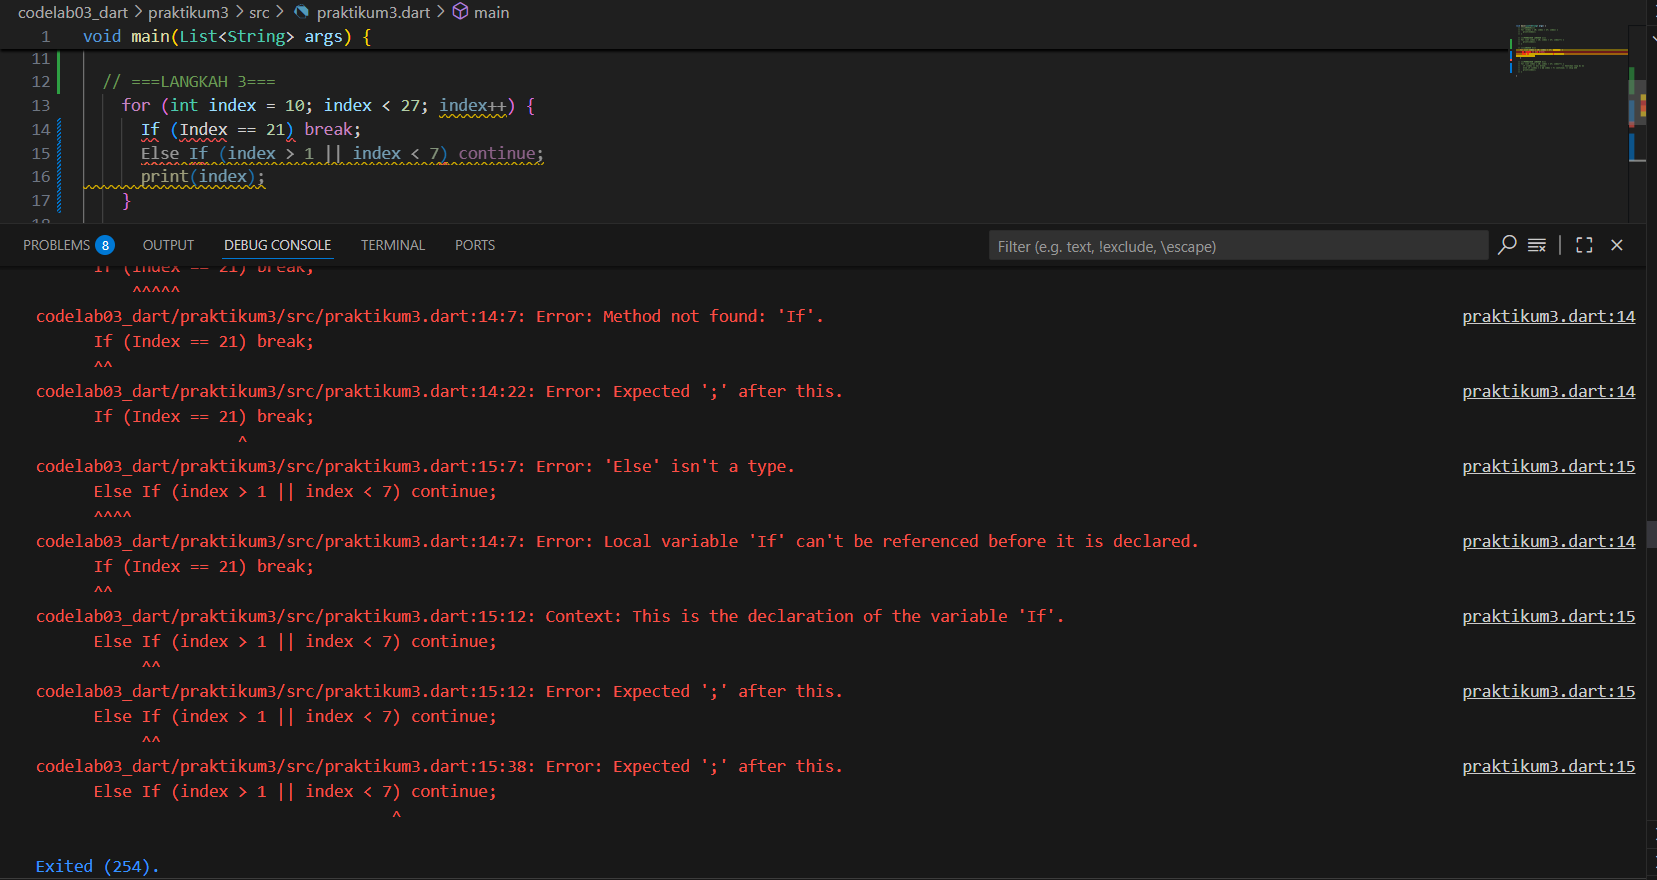 codelab03_dart > praktikum3 > src > praktikum3.dart > main
1 void main(List<String> args) {
11
12 // ===LANGKAH 3===
13 for (int index = 10; index < 27; index++) {
14 If (Index == 21) break;
15 Else If (index > 1 || index < 7) continue;
16 print(index);
17 }
18
PROBLEMS 8 OUTPUT DEBUG CONSOLE TERMINAL PORTS Filter (e.g. text, !exclude, \escape)
If (Index == 21) break;
^^^^^
codelab03_dart/praktikum3/src/praktikum3.dart:14:7: Error: Method not found: 'If'. praktikum3.dart:14
If (Index == 21) break;
^^
codelab03_dart/praktikum3/src/praktikum3.dart:14:22: Error: Expected ';' after this. praktikum3.dart:14
If (Index == 21) break;
^
codelab03_dart/praktikum3/src/praktikum3.dart:15:7: Error: 'Else' isn't a type. praktikum3.dart:15
Else If (index > 1 || index < 7) continue;
^^^^
codelab03_dart/praktikum3/src/praktikum3.dart:14:7: Error: Local variable 'If' can't be referenced before it is declared. praktikum3.dart:14
If (Index == 21) break;
^^
codelab03_dart/praktikum3/src/praktikum3.dart:15:12: Context: This is the declaration of the variable 'If'. praktikum3.dart:15
Else If (index > 1 || index < 7) continue;
^^
codelab03_dart/praktikum3/src/praktikum3.dart:15:12: Error: Expected ';' after this. praktikum3.dart:15
Else If (index > 1 || index < 7) continue;
^^
codelab03_dart/praktikum3/src/praktikum3.dart:15:38: Error: Expected ';' after this. praktikum3.dart:15
Else If (index > 1 || index < 7) continue;
^
Exited (254).